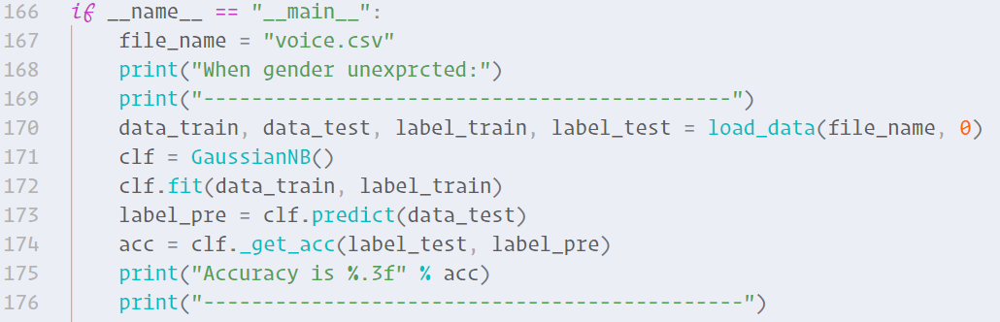 166 if __name__ == "__main__":
167 file_name = "voice.csv"
168 print("When gender unexprcted:")
169 print("--------------------------------------------")
170 data_train, data_test, label_train, label_test = load_data(file_name, 0)
171 clf = GaussianNB()
172 clf.fit(data_train, label_train)
173 label_pre = clf.predict(data_test)
174 acc = clf._get_acc(label_test, label_pre)
175 print("Accuracy is %.3f" % acc)
176 print("---------------------------------------------")